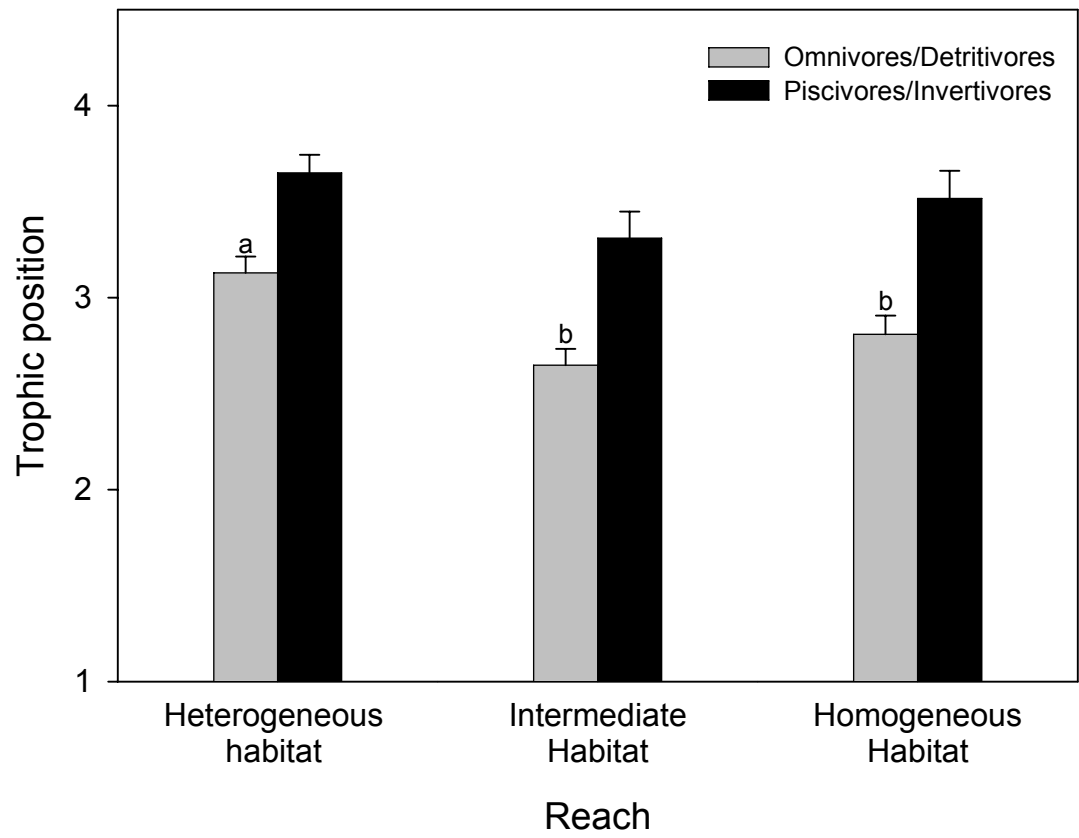 Omnivores/Detritivores
Piscivores/Invertivores
4
3
2
1
Trophic position
a
b
b
Heterogeneous
habitat
Intermediate
Habitat
Homogeneous
Habitat
Reach